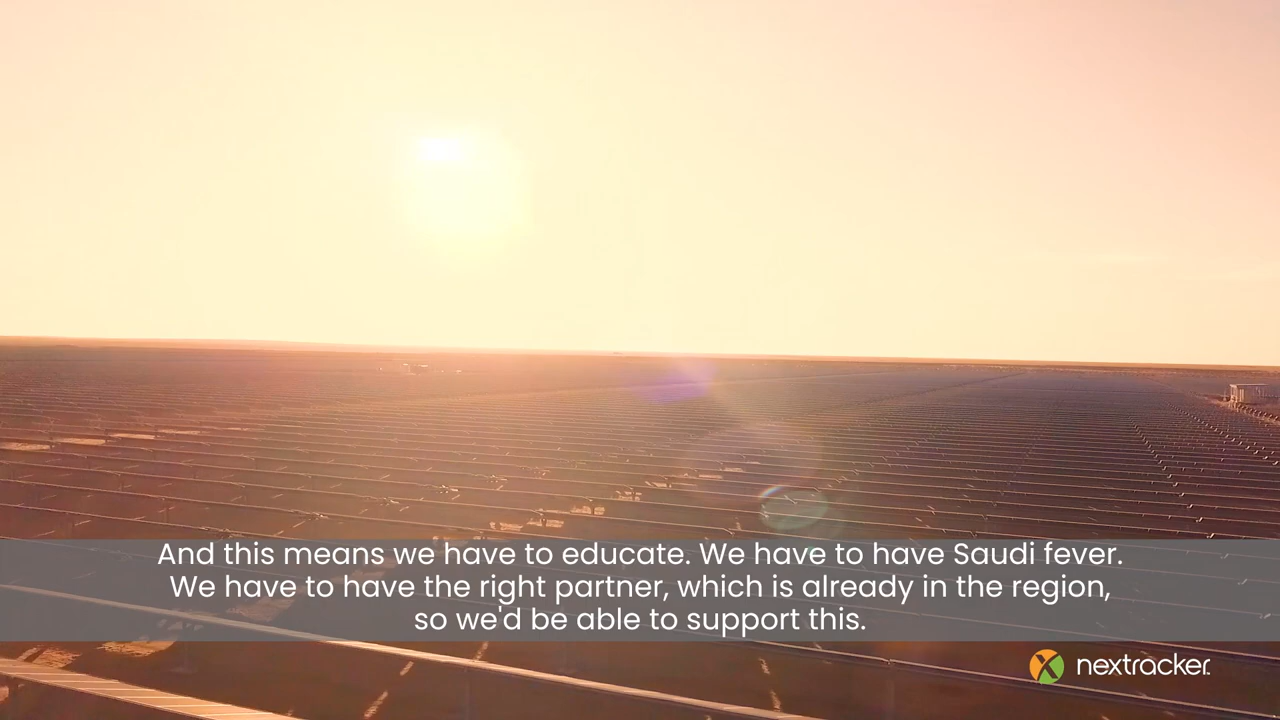 And this means we have to educate. We have to have Saudi fever.
We have to have the right partner, which is already in the region,
so we'd be able to support this.
nextracker.